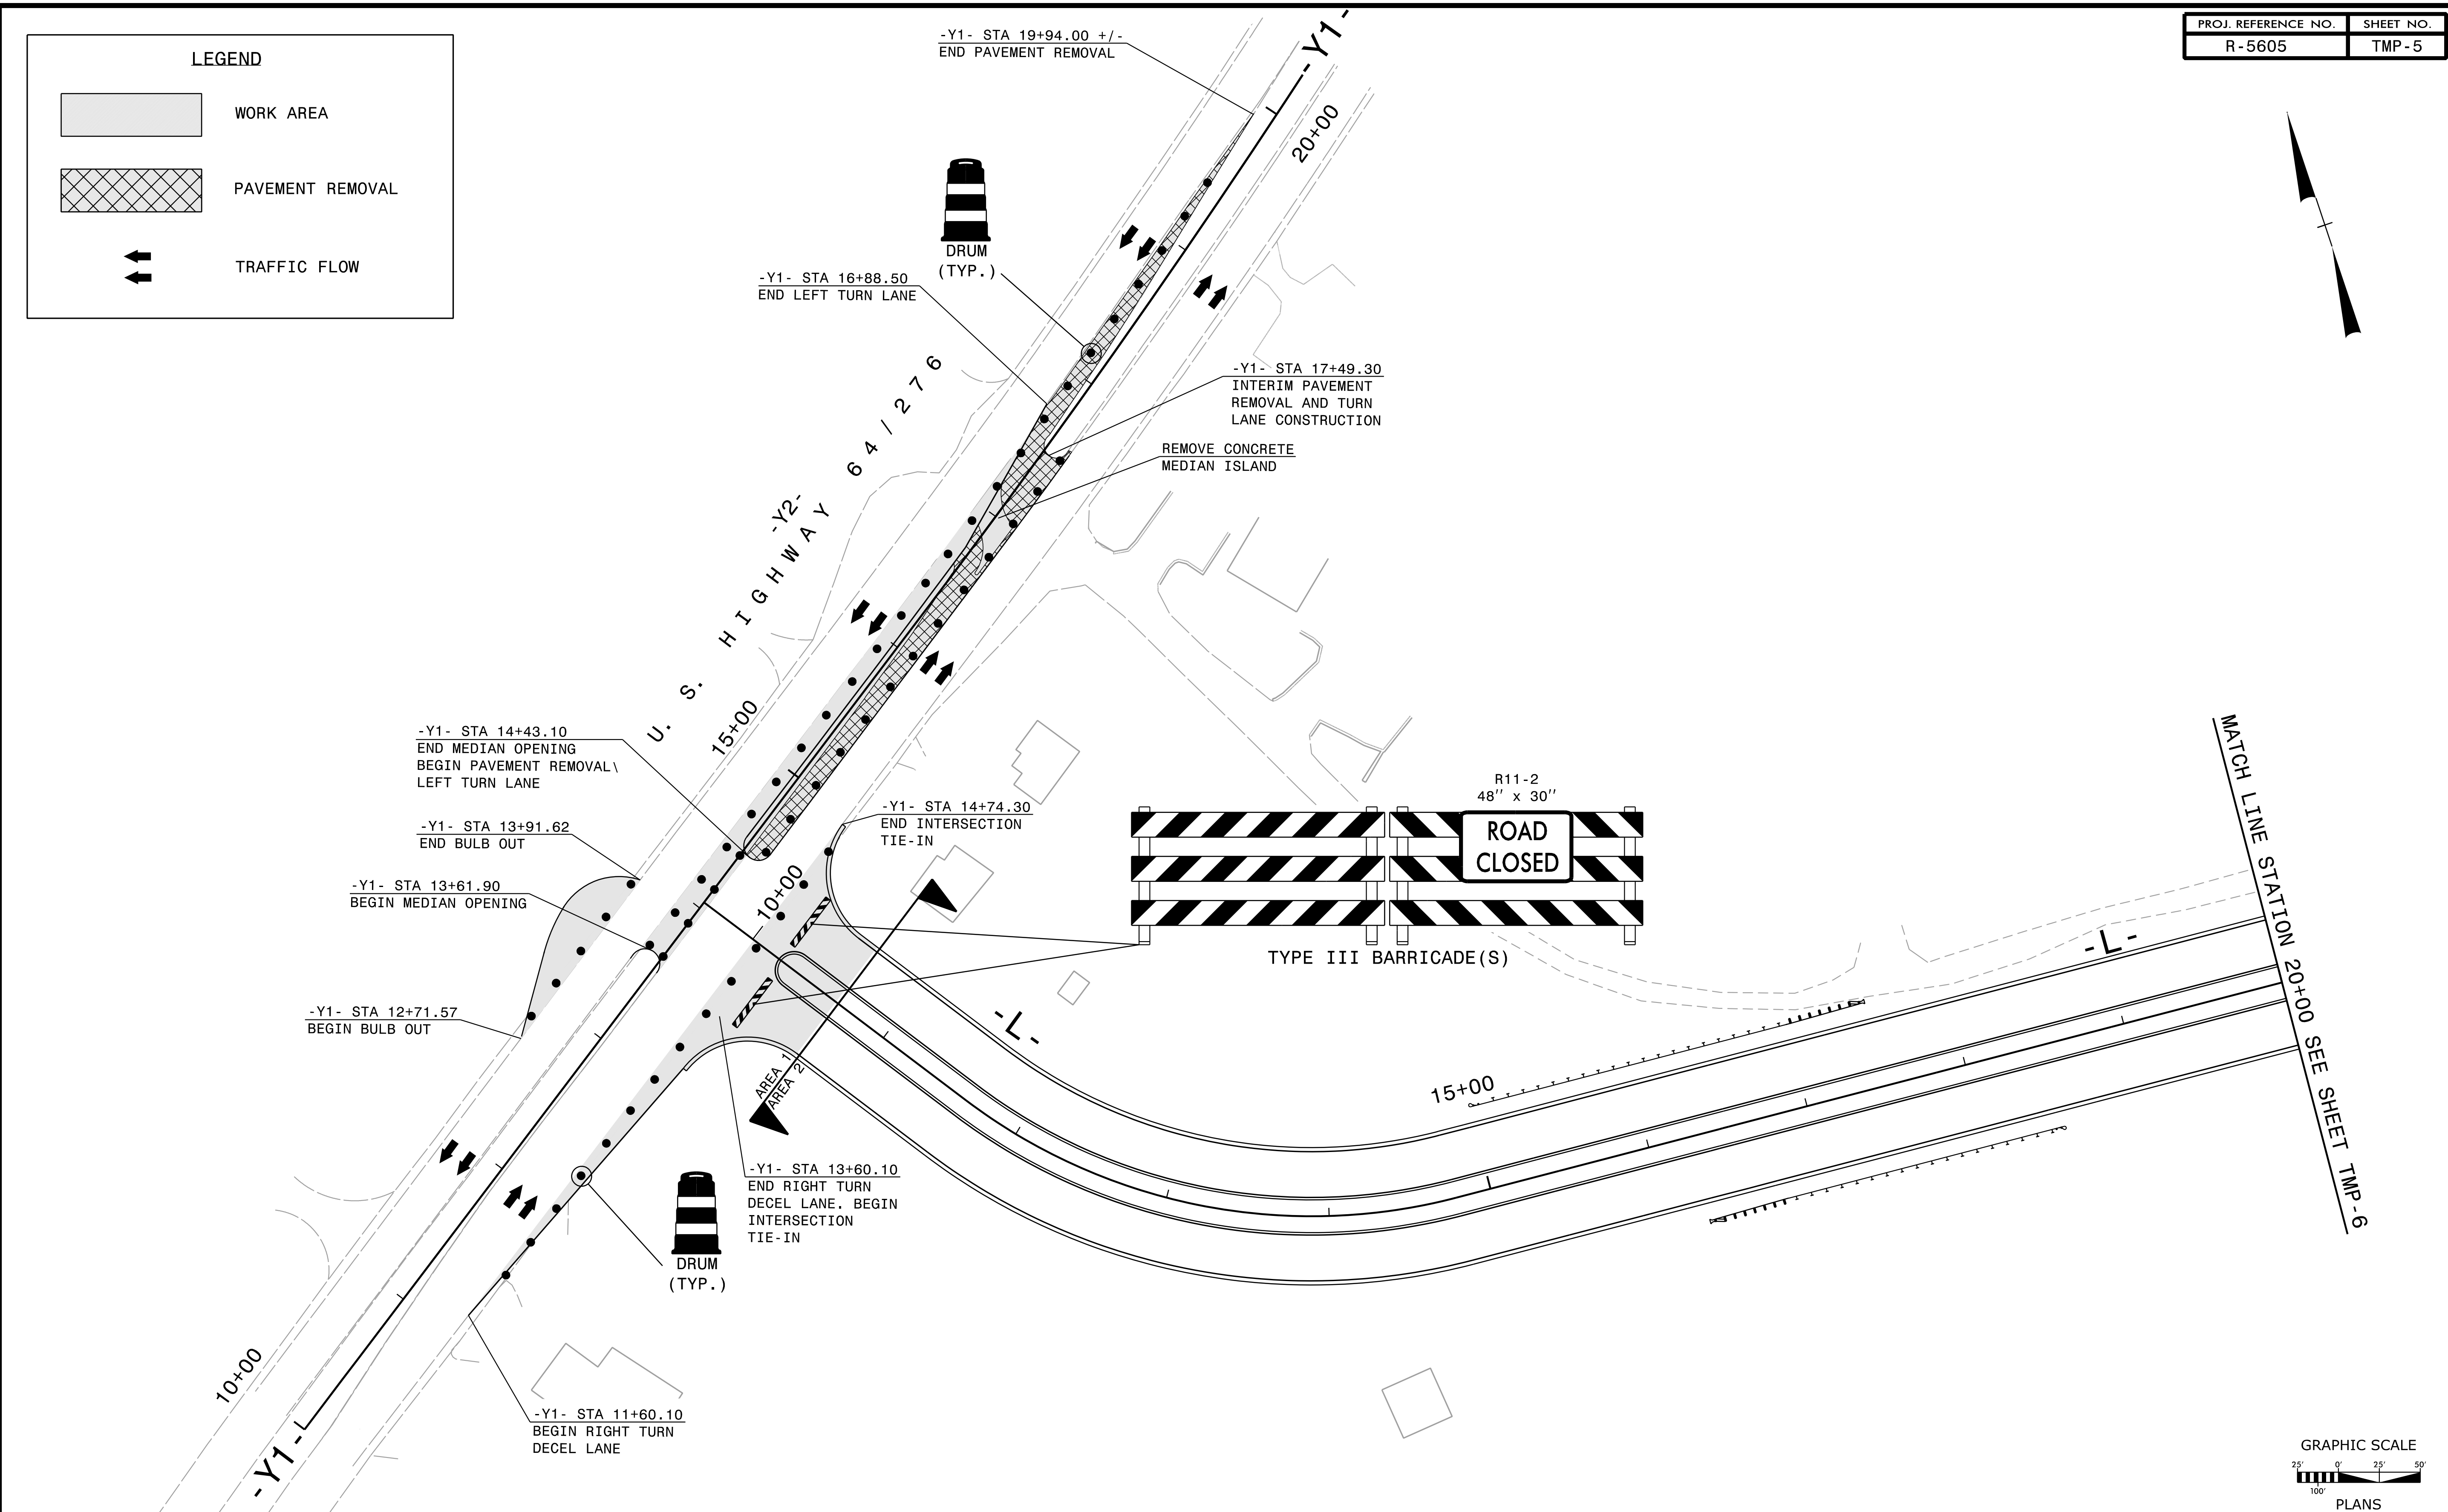 PROJ. REFERENCE NO. SHEET NO.
R-5605 TMP-5
LEGEND
WORK AREA
PAVEMENT REMOVAL
TRAFFIC FLOW
-Y1- STA 19+94.00 +/-
END PAVEMENT REMOVAL
-Y1-
20+00
DRUM
(TYP.)
-Y1- STA 16+88.50
END LEFT TURN LANE
-Y1- STA 17+49.30
INTERIM PAVEMENT
REMOVAL AND TURN
LANE CONSTRUCTION
REMOVE CONCRETE
MEDIAN ISLAND
-Y2-
U. S. HIGHWAY 64/276
15+00
-Y1- STA 14+43.10
END MEDIAN OPENING
BEGIN PAVEMENT REMOVAL\
LEFT TURN LANE
-Y1- STA 14+74.30
END INTERSECTION
TIE-IN
R11-2
48" x 30"
ROAD
CLOSED
TYPE III BARRICADE(S)
-Y1- STA 13+91.62
END BULB OUT
10+00
-Y1- STA 13+61.90
BEGIN MEDIAN OPENING
-Y1- STA 12+71.57
BEGIN BULB OUT
-L-
-L-
AREA 1
AREA 2
15+00
MATCH LINE STATION 20+00 SEE SHEET TMP-6
-Y1- STA 13+60.10
END RIGHT TURN
DECEL LANE. BEGIN
INTERSECTION
TIE-IN
DRUM
(TYP.)
10+00
-Y1- STA 11+60.10
BEGIN RIGHT TURN
DECEL LANE
-Y1-
GRAPHIC SCALE
25' 0' 25' 50'
100'
PLANS